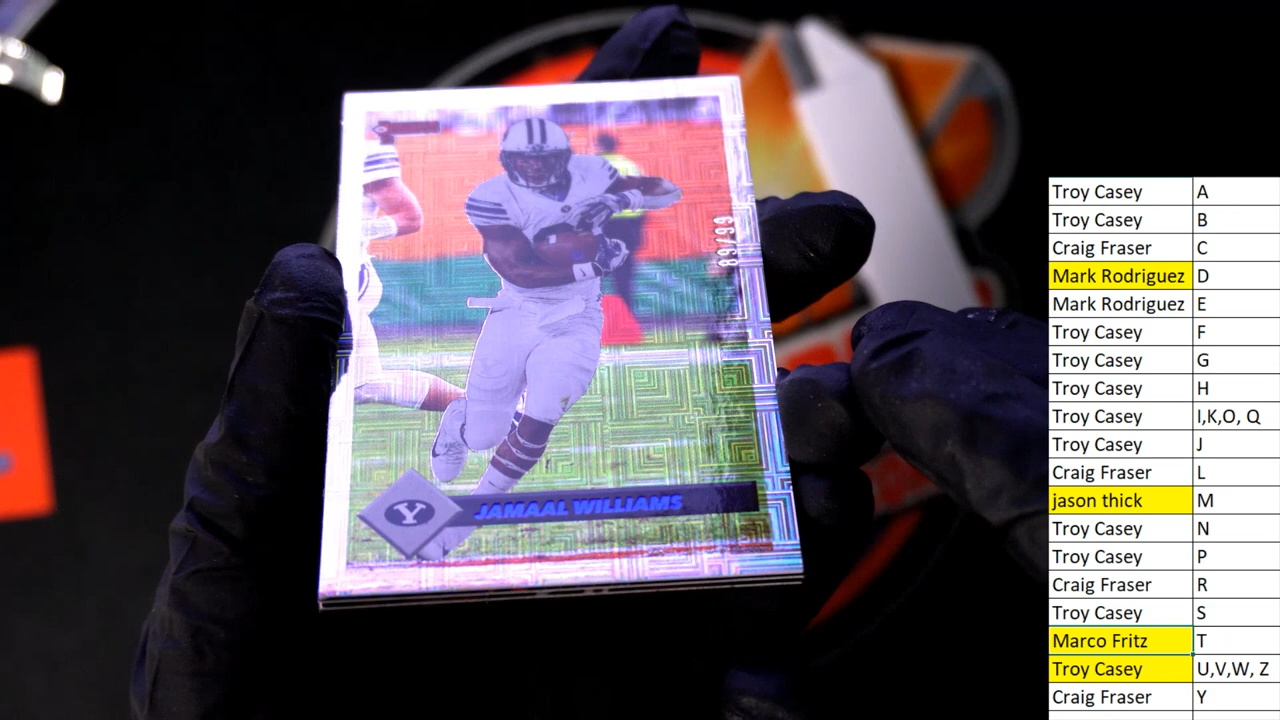 89/99
Y
JAMAAL WILLIAMS
Troy Casey A
Troy Casey B
Craig Fraser C
Mark Rodriguez D
Mark Rodriguez E
Troy Casey F
Troy Casey G
Troy Casey H
Troy Casey I,K,O, Q
Troy Casey J
Craig Fraser L
jason thick M
Troy Casey N
Troy Casey P
Craig Fraser R
Troy Casey S
Marco Fritz T
Troy Casey U,V,W, Z
Craig Fraser Y